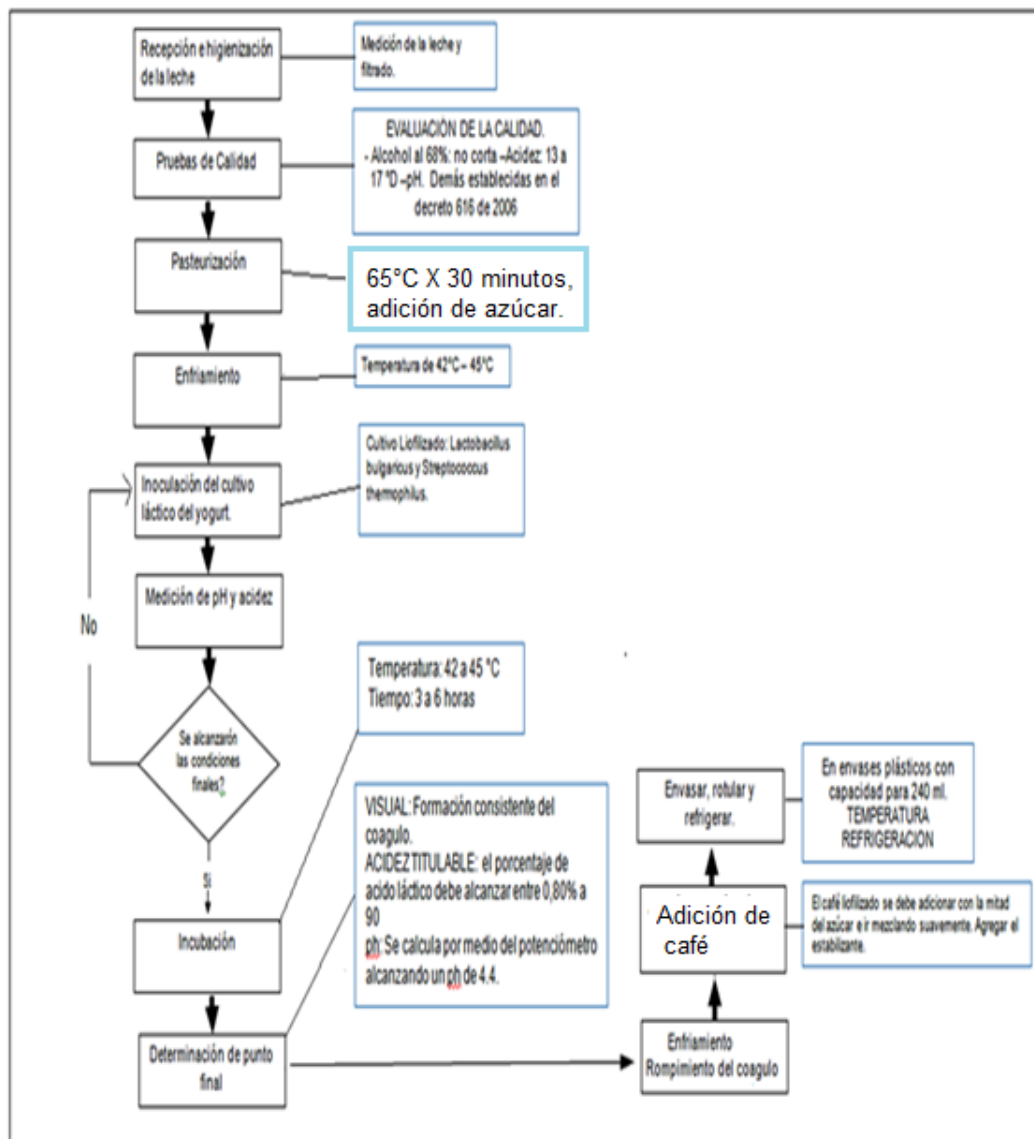 Recepción e higienización
de la leche
Medición de la leche y
filtrado.
Pruebas de Calidad
EVALUACIÓN DE LA CALIDAD.
- Alcohol al 68%: no corta –Acidez: 13 a
17 °D –pH. Demás establecidas en el
decreto 616 de 2006
Pasteurización
65°C X 30 minutos,
adición de azúcar.
Enfriamiento
Temperatura de 42°C – 45°C
Inoculación del cultivo
láctico del yogurt.
Cultivo Liofilizado: Lactobacillus
bulgaricus y Streptococcus
thermophilus.
Medición de pH y acidez
No
Se alcanzarón
las condiciones
finales?
Si
Temperatura: 42 a 45 °C
Tiempo: 3 a 6 horas
Incubación
VISUAL: Formación consistente del
coagulo.
ACIDEZ TITULABLE: el porcentaje de
acido láctico debe alcanzar entre 0,80% a
90
ph: Se calcula por medio del potenciómetro
alcanzando un ph de 4.4.
Determinación de punto
final
Enfriamiento
Rompimiento del coagulo
Adición de
café
El café liofilizado se debe adicionar con la mitad
del azúcar e ir mezclando suavemente. Agregar el
estabilizante.
Envasar, rotular y
refrigerar.
En envases plásticos con
capacidad para 240 ml.
TEMPERATURA
REFRIGERACION